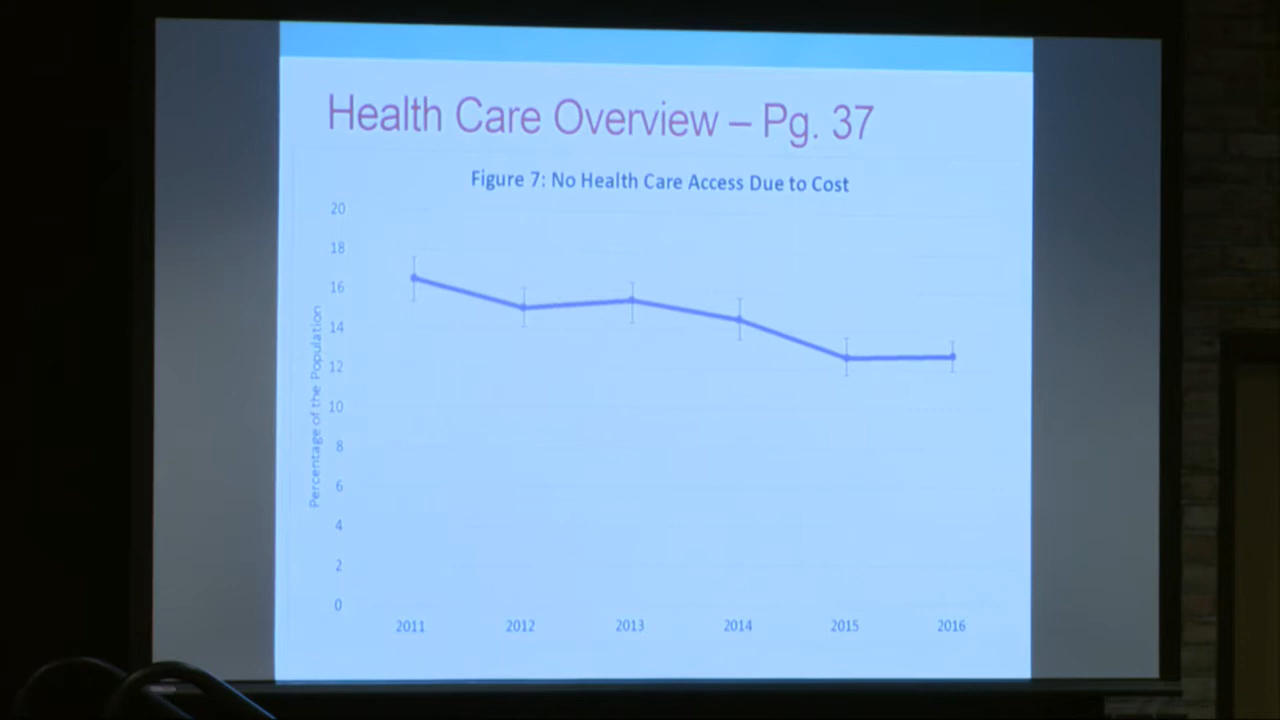 Health Care Overview – Pg. 37
Figure 7: No Health Care Access Due to Cost
Percentage of the Population
20
18
16
14
12
10
8
6
4
2
0
2011 2012 2013 2014 2015 2016